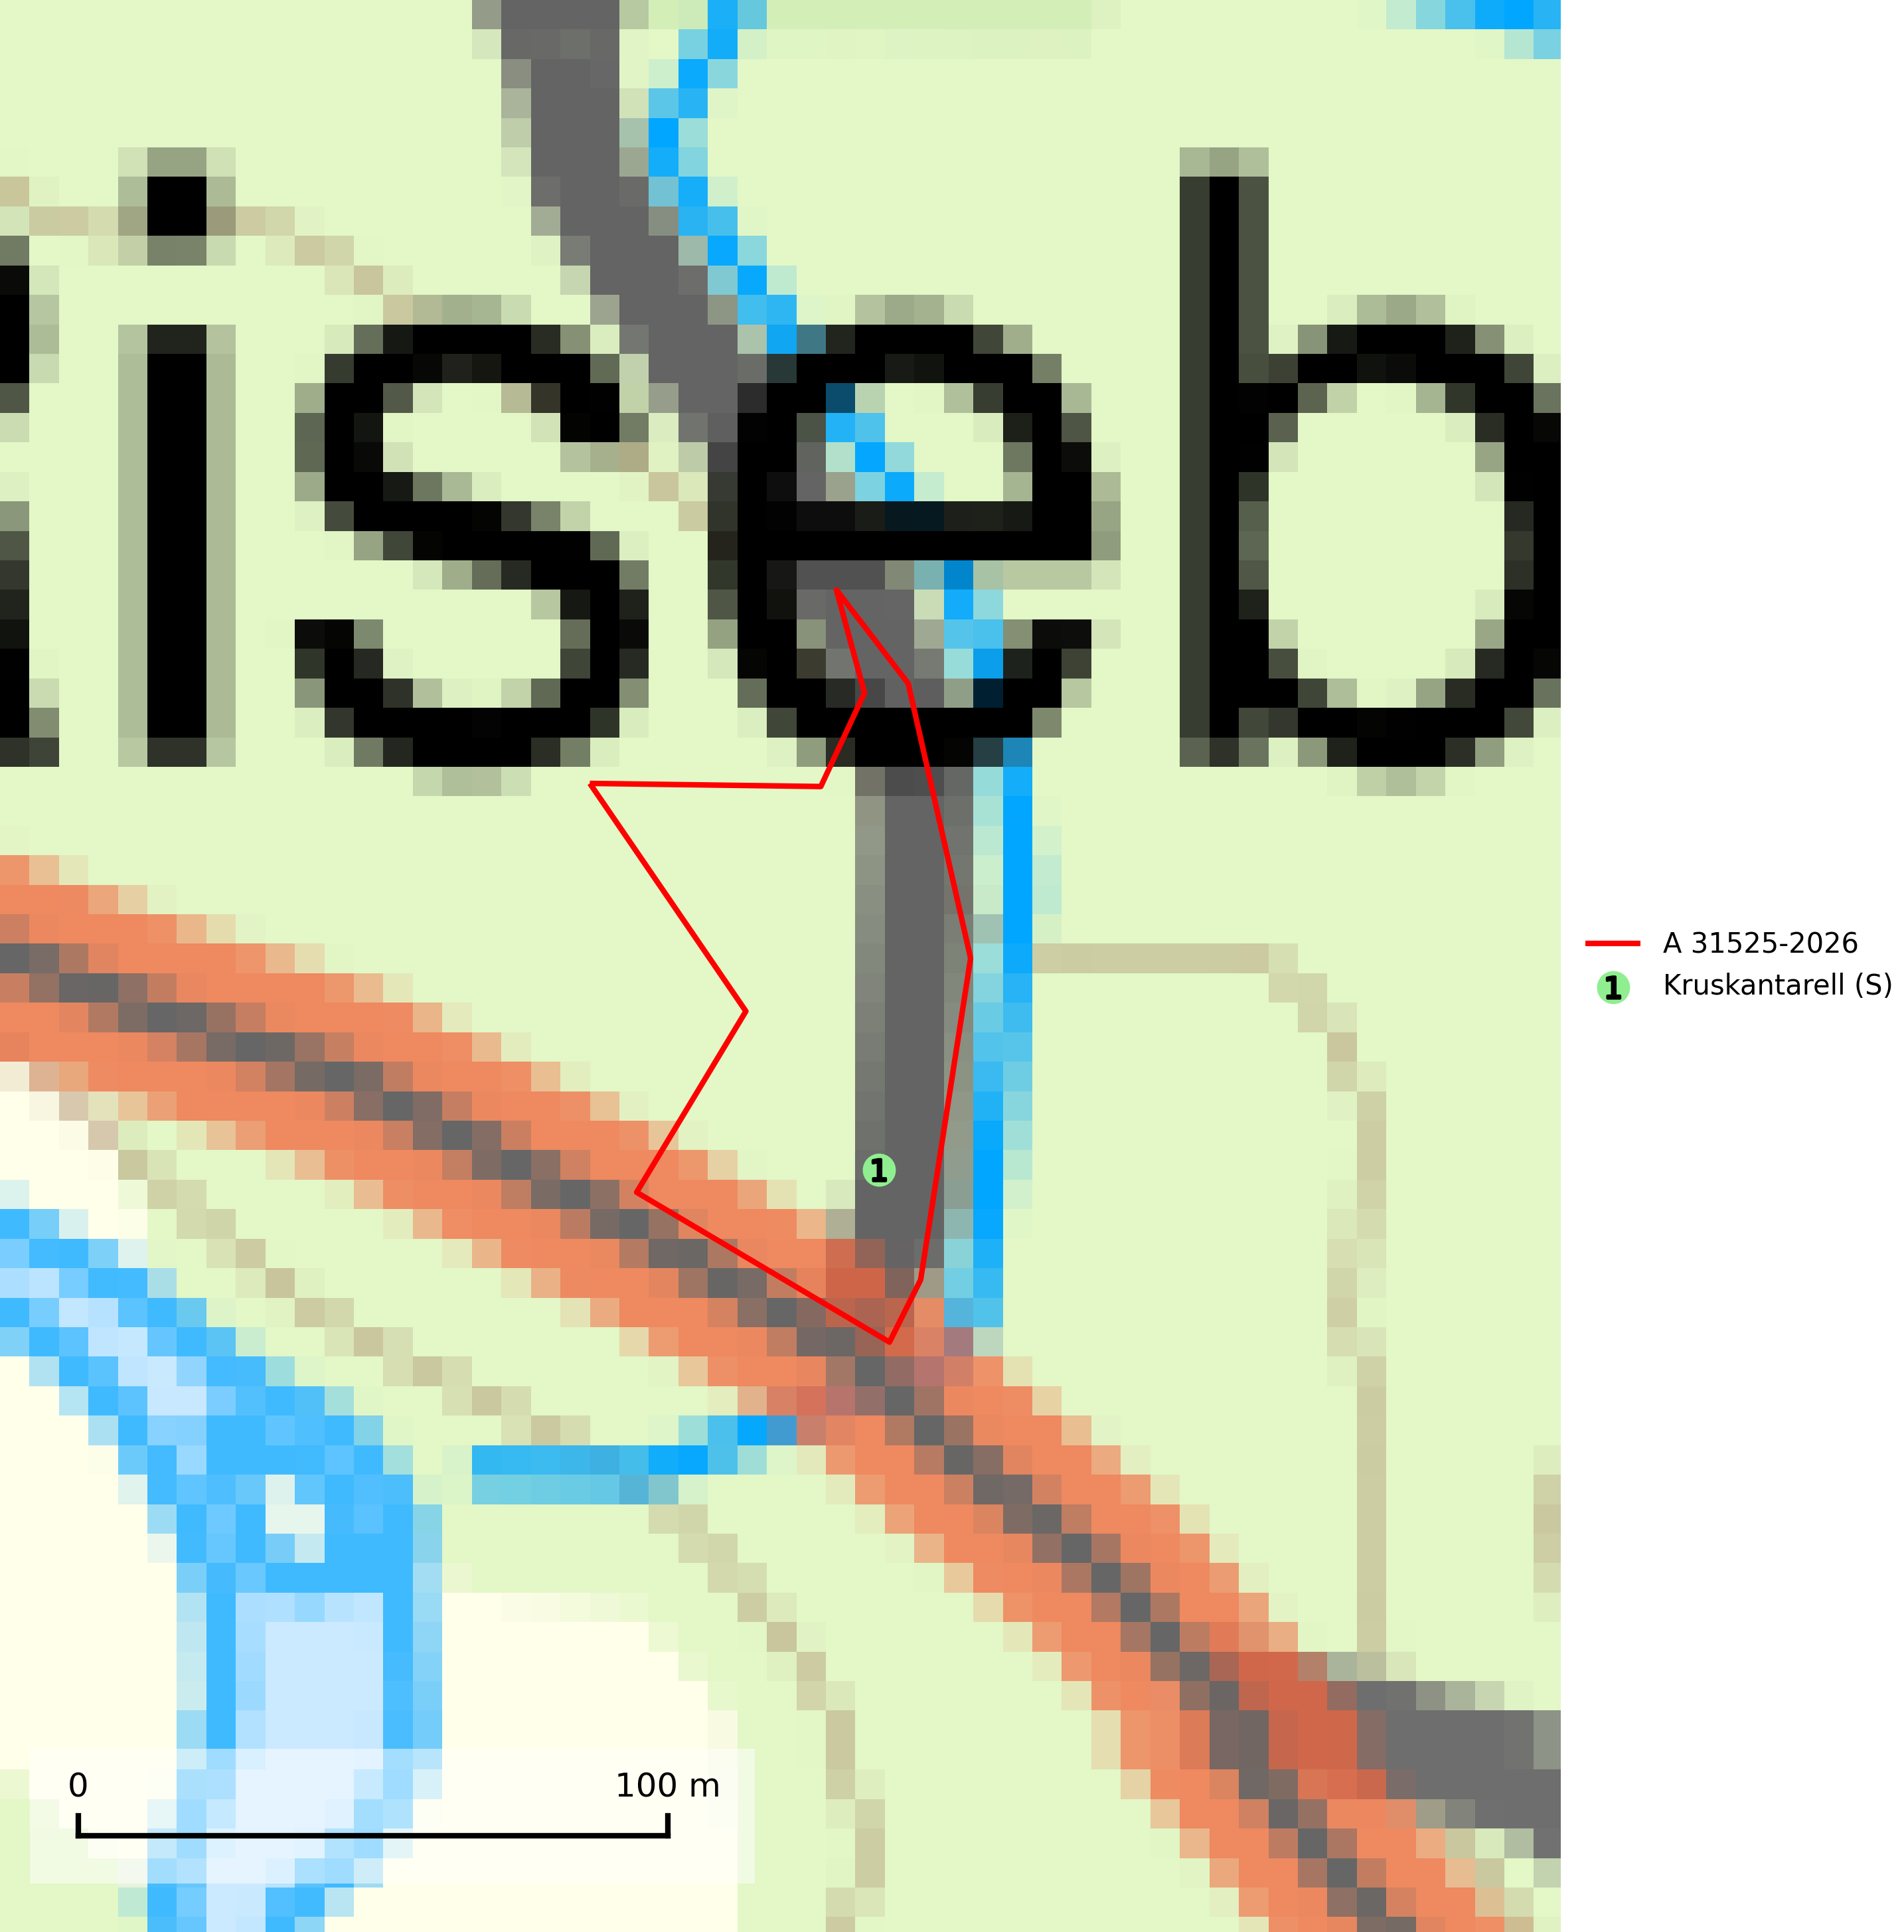 iseb
A 31525-2026
1 Kruskantarell (S)
1
0 100 m